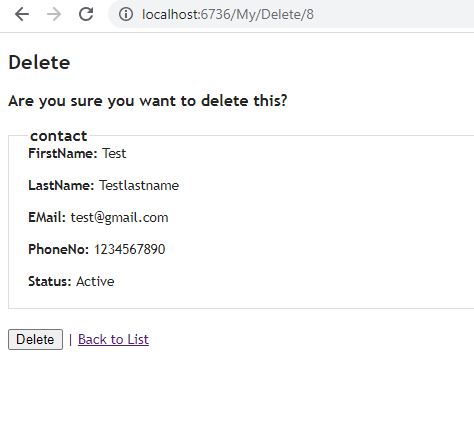 localhost:6736/My/Delete/8
Delete
Are you sure you want to delete this?
contact
FirstName: Test
LastName: Testlastname
EMail: test@gmail.com
PhoneNo: 1234567890
Status: Active
Delete | Back to List